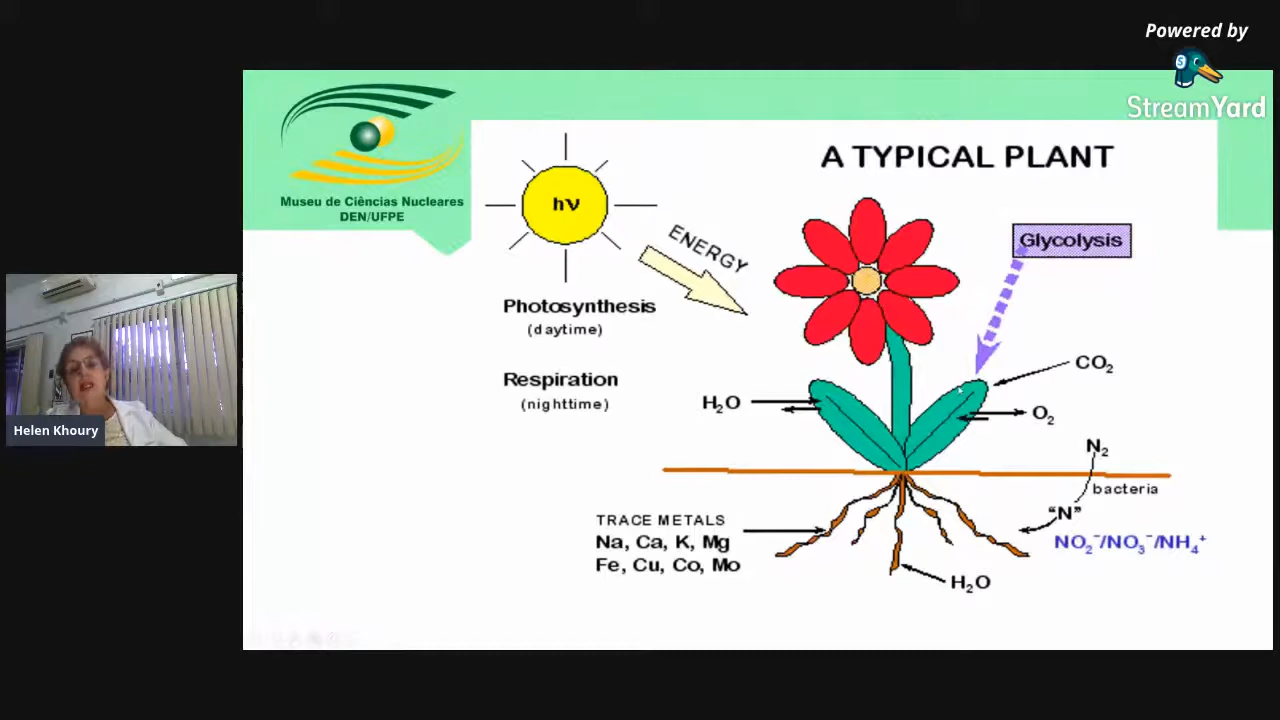 Powered by
StreamYard
Museu de Ciências Nucleares
DEN/UFPE
A TYPICAL PLANT
hν
ENERGY
Glycolysis
Photosynthesis
(daytime)
Respiration
(nighttime)
CO₂
H₂O
O₂
N₂
bacteria
"N"
NO₂⁻/NO₃⁻/NH₄⁺
TRACE METALS
Na, Ca, K, Mg
Fe, Cu, Co, Mo
H₂O
Helen Khoury